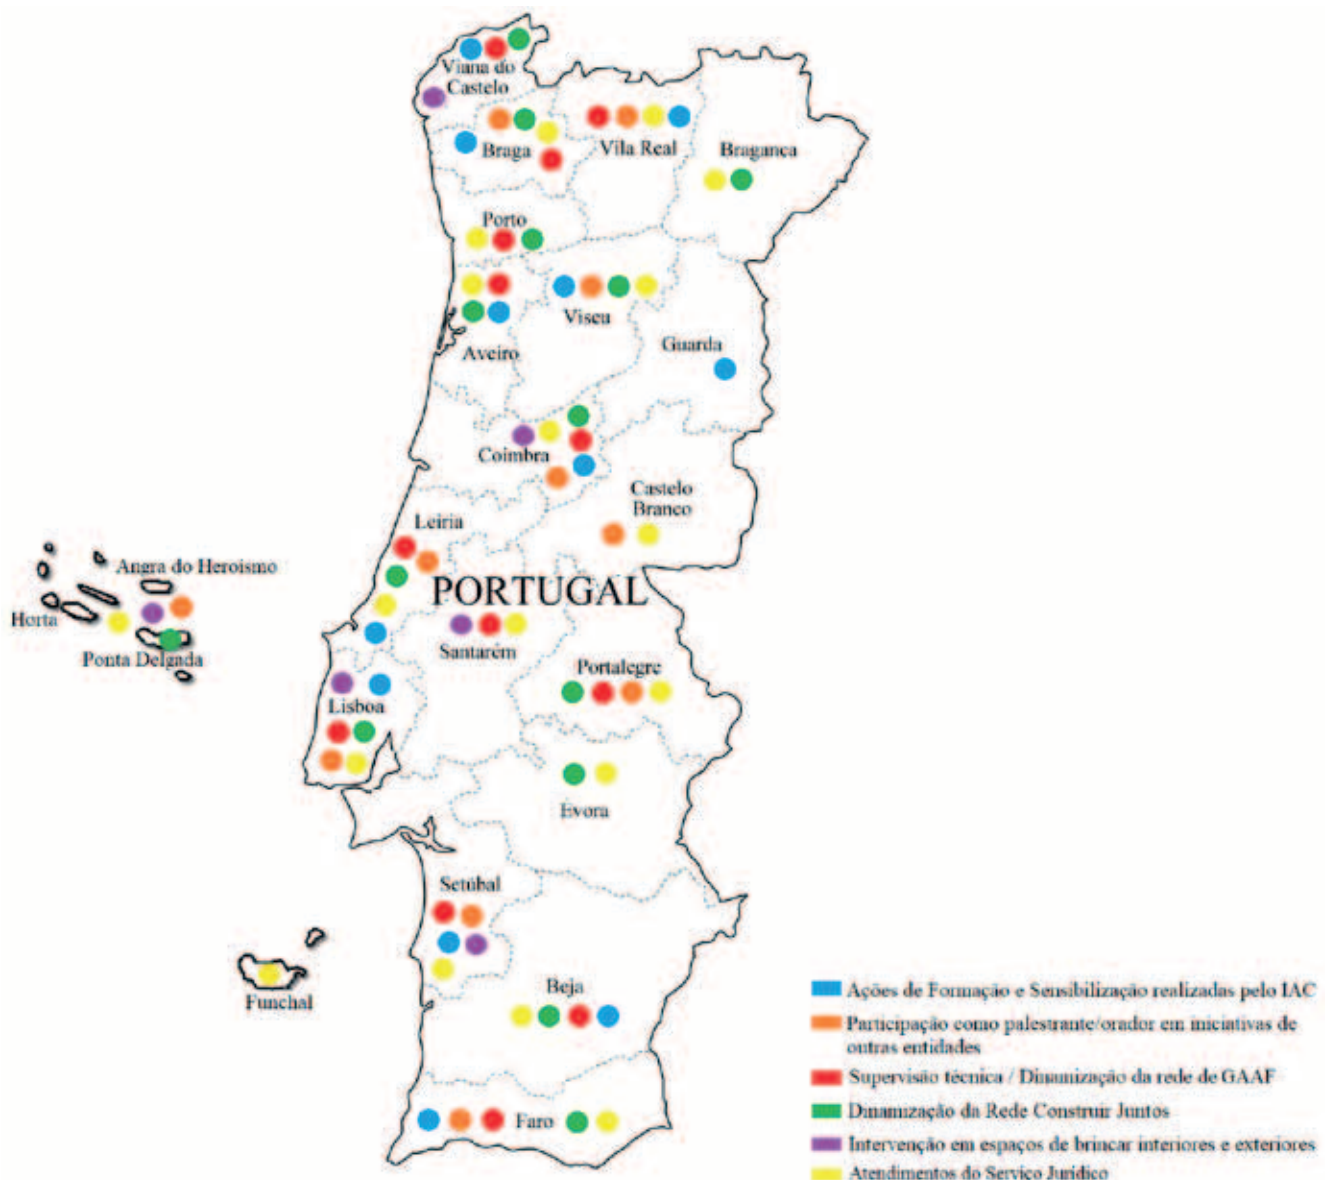 Viana do
Castelo
Braga
Vila Real
Bragança
Porto
Viseu
Aveiro
Guarda
Coimbra
Castelo
Branco
Leiria
Angra do Heroísmo
PORTUGAL
Horta
Santarém
Ponta Delgada
Portalegre
Lisboa
Évora
Setúbal
Beja
Funchal
Faro
Ações de Formação e Sensibilização realizadas pelo IAC
Participação como palestrante/orador em iniciativas de
outras entidades
Supervisão técnica / Dinamização da rede de GAAF
Dinamização da Rede Construir Juntos
Intervenção em espaços de brincar interiores e exteriores
Atendimentos do Serviço Jurídico